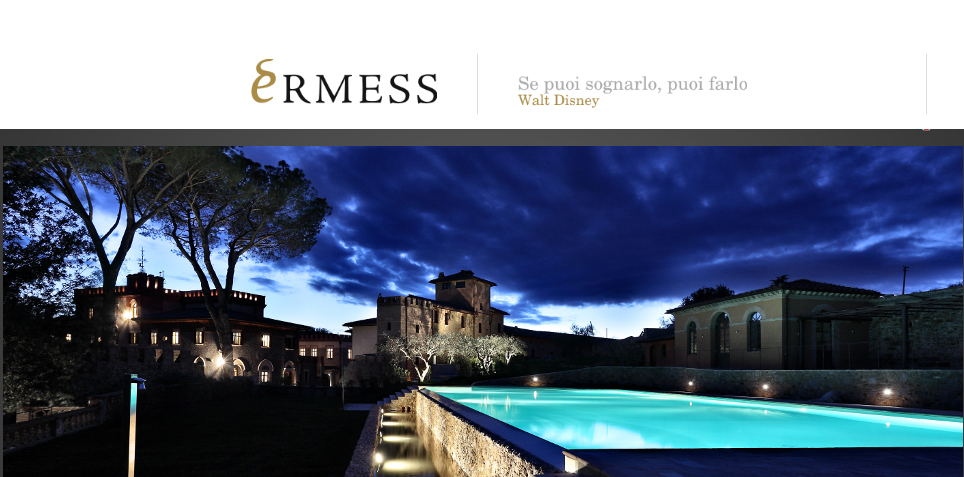 ERMESS
Se puoi sognarlo, puoi farlo
Walt Disney